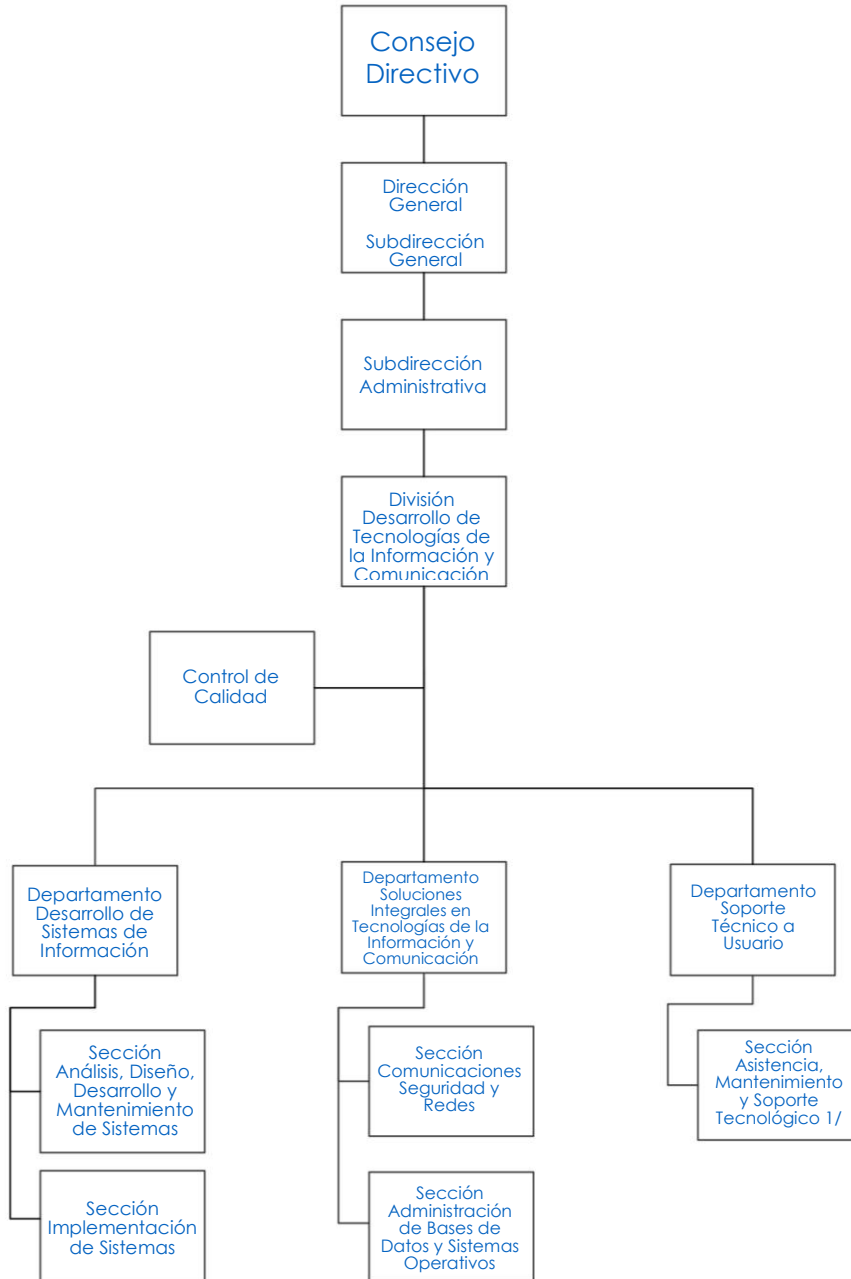 Consejo
Directivo
Dirección
General
Subdirección
General
Subdirección
Administrativa
División
Desarrollo de
Tecnologías de
la Información y
Comunicación
Control de
Calidad
Departamento
Desarrollo de
Sistemas de
Información
Sección
Análisis, Diseño,
Desarrollo y
Mantenimiento
de Sistemas
Sección
Implementación
de Sistemas
Departamento
Soluciones
Integrales en
Tecnologías de la
Información y
Comunicación
Sección
Comunicaciones
Seguridad y
Redes
Sección
Administración
de Bases de
Datos y Sistemas
Operativos
Departamento
Soporte
Técnico a
Usuario
Sección
Asistencia,
Mantenimiento
y Soporte
Tecnológico 1/